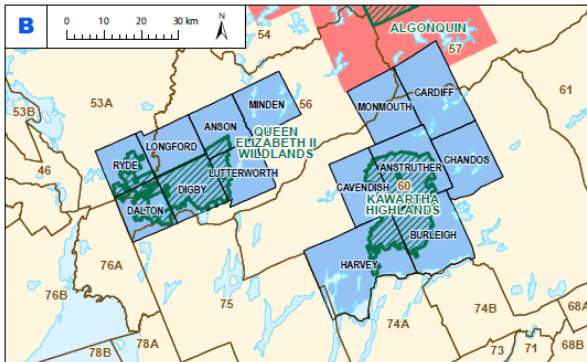 B
0 10 20 30 km
N
54
ALGONQUIN
57
53A
53B
MINDEN
56
CARDIFF
MONMOUTH
61
ANSON
QUEEN
ELIZABETH II
WILDLANDS
LONGFORD
46
RYDE
LUTTERWORTH
DIGBY
ANSTRUTHER
CHANDOS
CAVENDISH
60
KAWARTHA
HIGHLANDS
DALTON
BURLEIGH
76A
HARVEY
76B
75
74B
68A
74A
78A
78B
73
71
68B